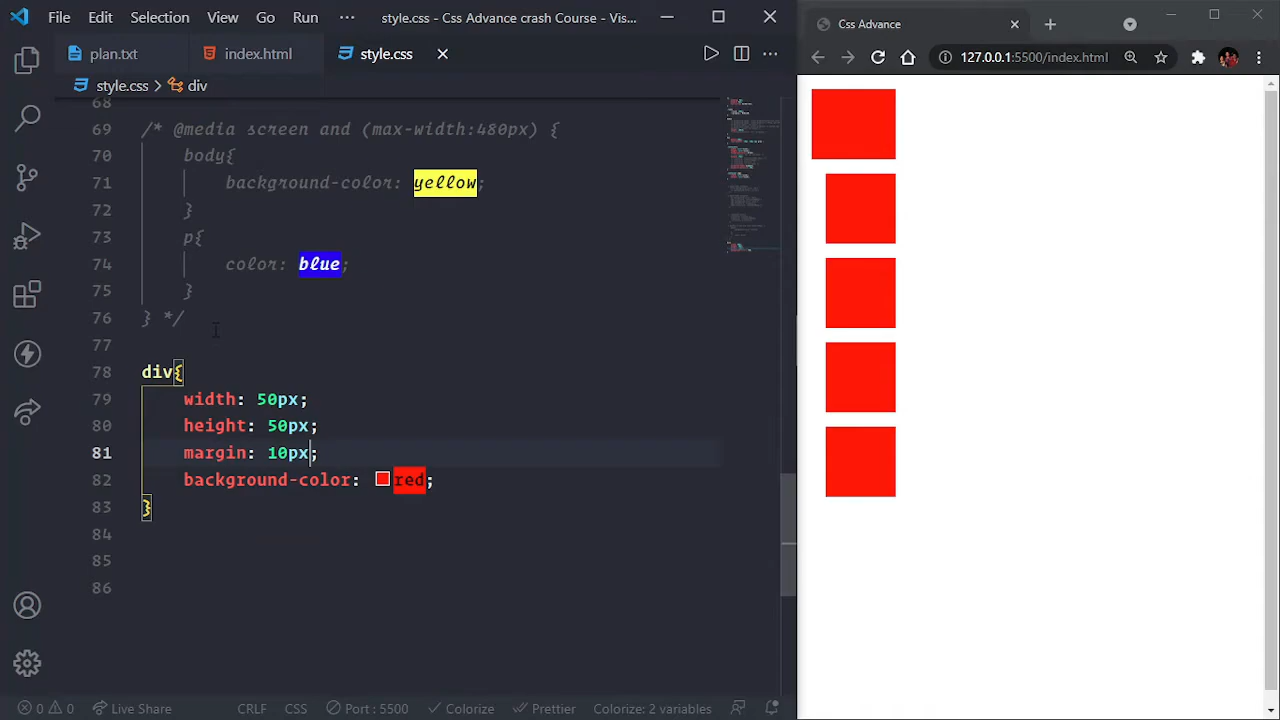 File Edit Selection View Go Run ··· style.css - Css Advance crash Course - Vis...
plan.txt index.html style.css
style.css > div
68
69 /* @media screen and (max-width:480px) {
70 body{
71 background-color: yellow;
72 }
73 p{
74 color: blue;
75 }
76 } */
77
78 div{
79 width: 50px;
80 height: 50px;
81 margin: 10px;
82 background-color: red;
83 }
84
85
86
0 0 Live Share CRLF CSS Port : 5500 Colorize Prettier Colorize: 2 variables
Css Advance
127.0.0.1:5500/index.html